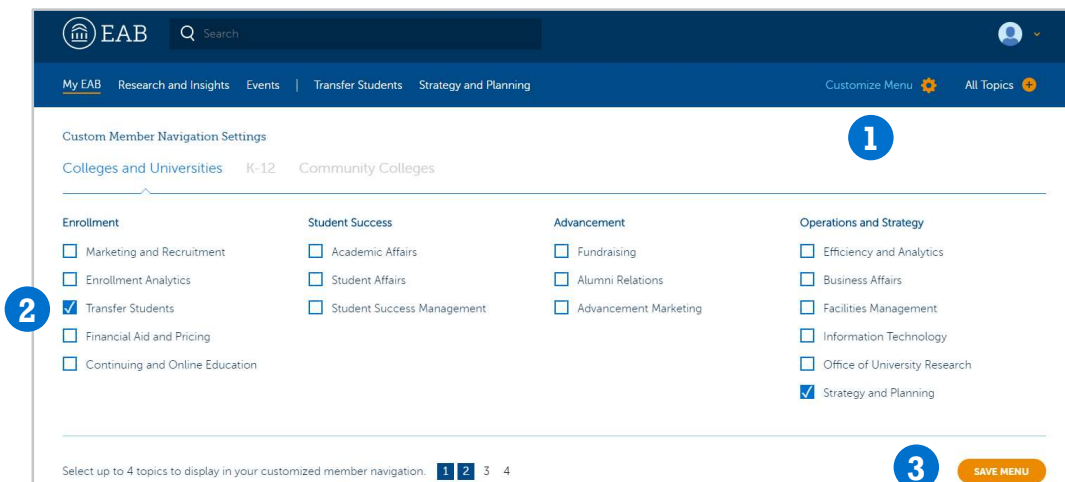 EAB Search
My EAB Research and Insights Events | Transfer Students Strategy and Planning Customize Menu All Topics
1
Custom Member Navigation Settings
Colleges and Universities K-12 Community Colleges
Enrollment Student Success Advancement Operations and Strategy
Marketing and Recruitment Academic Affairs Fundraising Efficiency and Analytics
Enrollment Analytics Student Affairs Alumni Relations Business Affairs
2 Transfer Students Student Success Management Advancement Marketing Facilities Management
Financial Aid and Pricing Information Technology
Continuing and Online Education Office of University Research
Strategy and Planning
Select up to 4 topics to display in your customized member navigation. 1 2 3 4 3 SAVE MENU